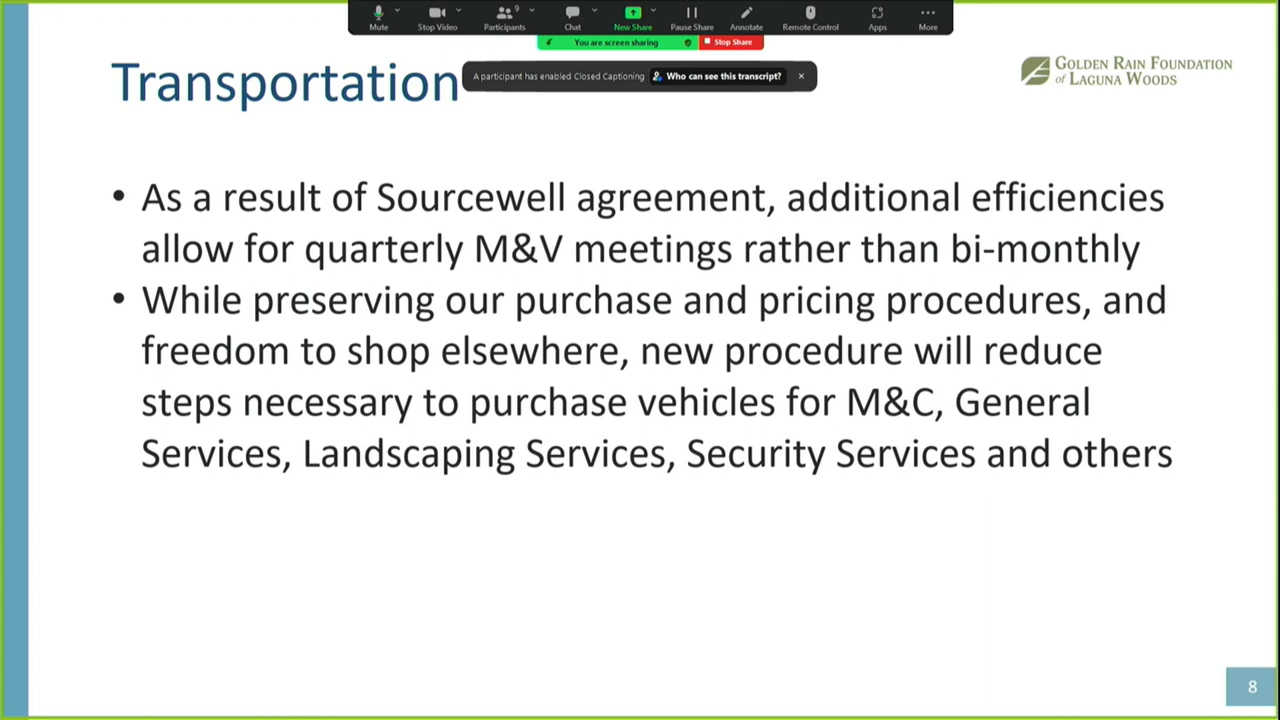 Mute
Stop Video
Participants
9
Chat
New Share
Pause Share
Annotate
Remote Control
Apps
More
You are screen sharing
Stop Share
A participant has enabled Closed Captioning
Who can see this transcript?
Transportation
GOLDEN RAIN FOUNDATION
of LAGUNA WOODS
• As a result of Sourcewell agreement, additional efficiencies
allow for quarterly M&V meetings rather than bi-monthly
• While preserving our purchase and pricing procedures, and
freedom to shop elsewhere, new procedure will reduce
steps necessary to purchase vehicles for M&C, General
Services, Landscaping Services, Security Services and others
8